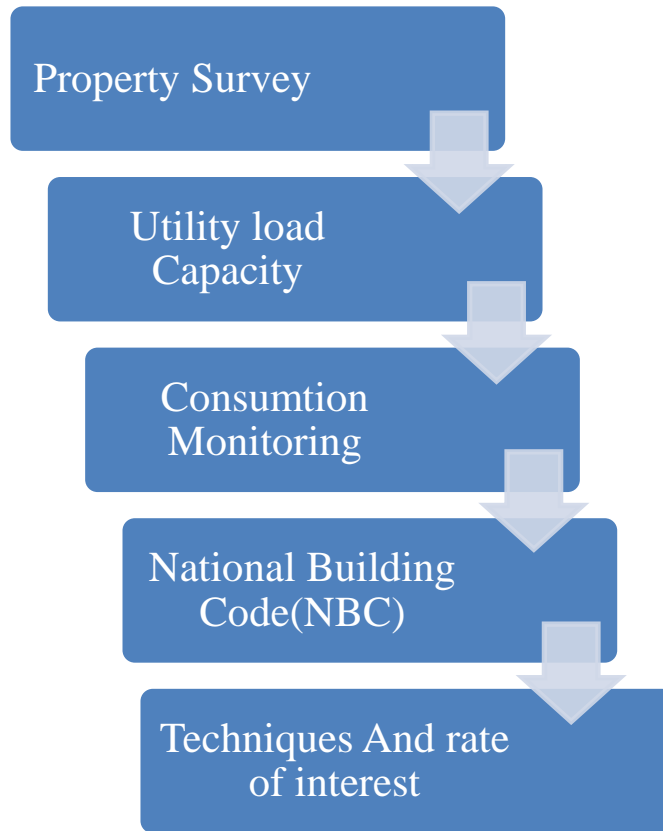 Property Survey
Utility load
Capacity
Consumtion
Monitoring
National Building
Code(NBC)
Techniques And rate
of interest